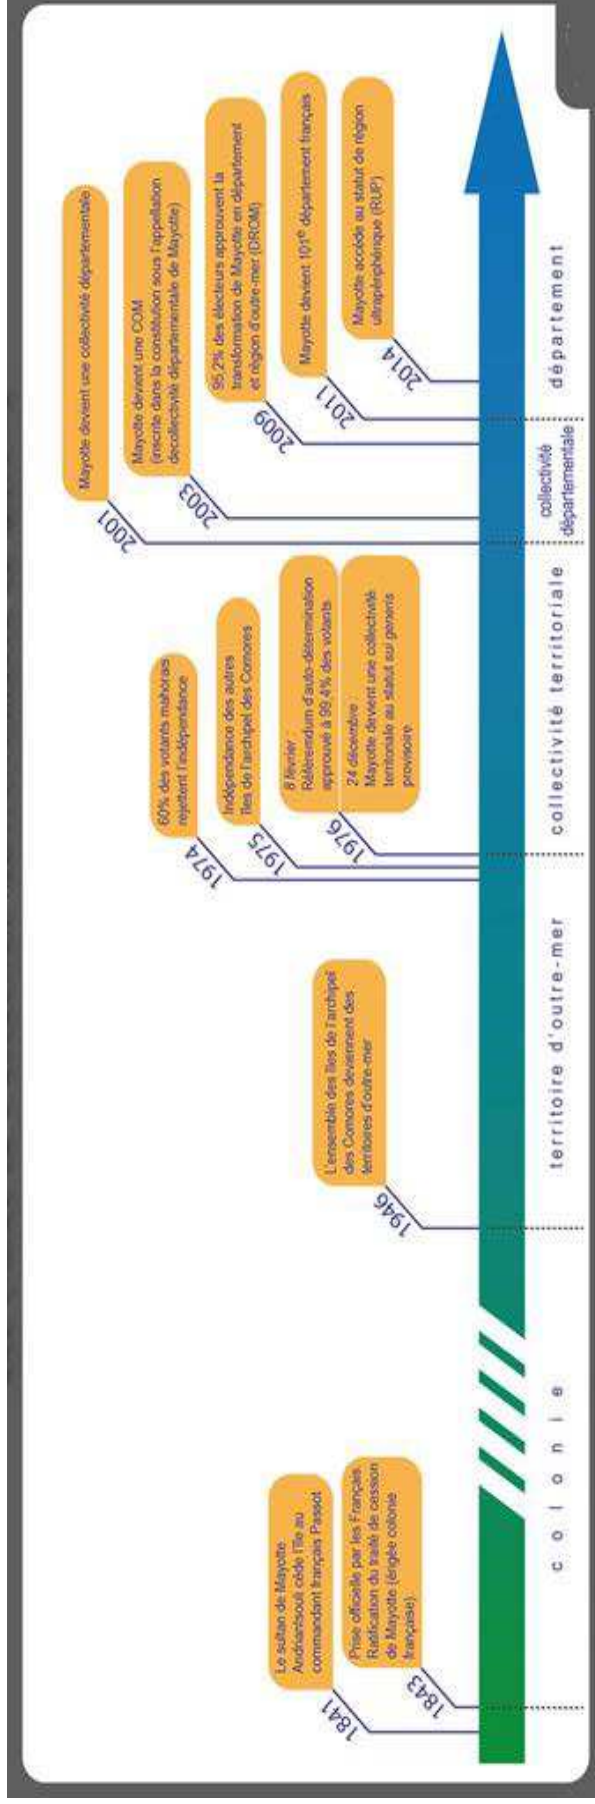 1841
Le sultan de Mayotte
Andriantsouli cède l'île au
commandant français Passot
1843
Prise officielle par les Français.
Ratification du traité de cession
de Mayotte (érigée colonie
française).
1946
L'ensemble des îles de l'archipel
des Comores deviennent des
territoires d'outre-mer
1974
60% des votants mahorais
rejettent l'indépendance
1975
Indépendance des autres
îles de l'archipel des Comores
1976
8 février :
Référendum d'auto-détermination
approuvé à 99,4% des votants
24 décembre :
Mayotte devient une collectivité
territoriale au statut sui generis
provisoire
2001
Mayotte devient une collectivité départementale
2003
Mayotte devient une COM
(inscrite dans la constitution sous l'appellation
decollectivité départementale de Mayotte)
2009
95,2% des électeurs approuvent la
transformation de Mayotte en département
et région d'outre-mer (DROM)
2011
Mayotte devient 101e département français
2014
Mayotte accède au statut de région
ultrapériphérique (RUP)
colonie
territoire d'outre-mer
collectivité territoriale
collectivité
départementale
département